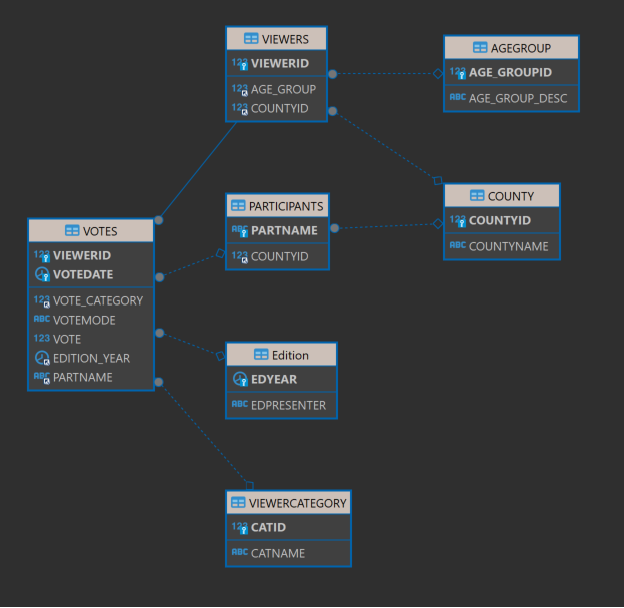 VIEWERS
123 VIEWERID
123 AGE_GROUP
123 COUNTYID
AGEGROUP
123 AGE_GROUPID
ABC AGE_GROUP_DESC
PARTICIPANTS
ABC PARTNAME
123 COUNTYID
COUNTY
123 COUNTYID
ABC COUNTYNAME
VOTES
123 VIEWERID
VOTEDATE
123 VOTE_CATEGORY
ABC VOTEMODE
123 VOTE
EDITION_YEAR
ABC PARTNAME
Edition
EDYEAR
ABC EDPRESENTER
VIEWERCATEGORY
123 CATID
ABC CATNAME